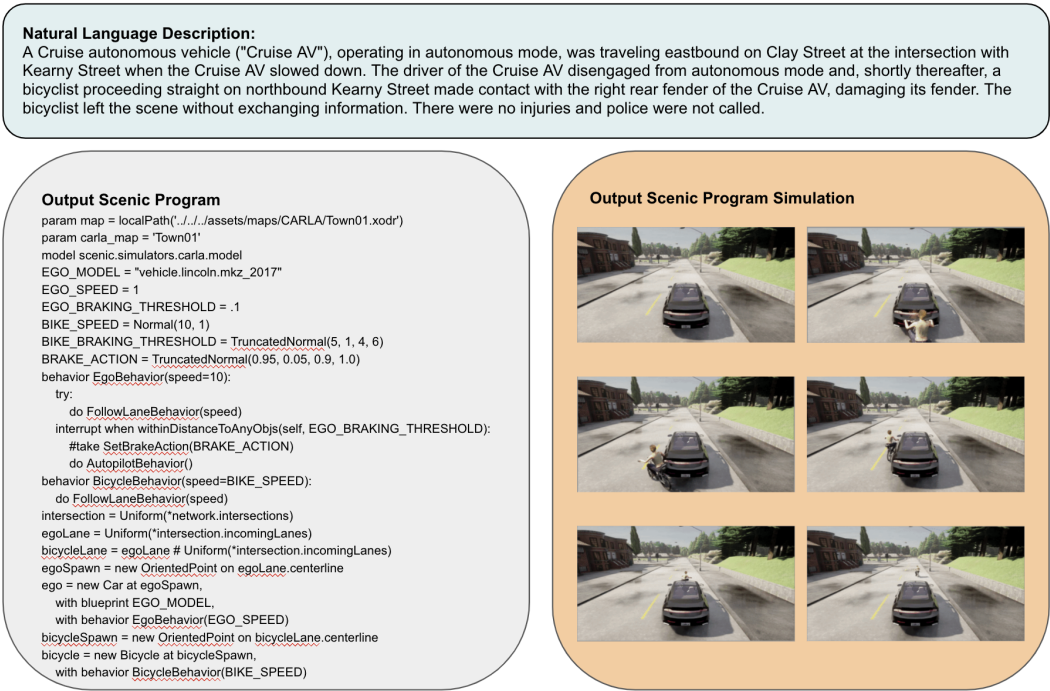 Natural Language Description:
A Cruise autonomous vehicle ("Cruise AV"), operating in autonomous mode, was traveling eastbound on Clay Street at the intersection with
Kearny Street when the Cruise AV slowed down. The driver of the Cruise AV disengaged from autonomous mode and, shortly thereafter, a
bicyclist proceeding straight on northbound Kearny Street made contact with the right rear fender of the Cruise AV, damaging its fender. The
bicyclist left the scene without exchanging information. There were no injuries and police were not called.
Output Scenic Program
param map = localPath('../../../assets/maps/CARLA/Town01.xodr')
param carla_map = 'Town01'
model scenic.simulators.carla.model
EGO_MODEL = "vehicle.lincoln.mkz_2017"
EGO_SPEED = 1
EGO_BRAKING_THRESHOLD = .1
BIKE_SPEED = Normal(10, 1)
BIKE_BRAKING_THRESHOLD = TruncatedNormal(5, 1, 4, 6)
BRAKE_ACTION = TruncatedNormal(0.95, 0.05, 0.9, 1.0)
behavior EgoBehavior(speed=10):
try:
do FollowLaneBehavior(speed)
interrupt when withinDistanceToAnyObjs(self, EGO_BRAKING_THRESHOLD):
#take SetBrakeAction(BRAKE_ACTION)
do AutopilotBehavior()
behavior BicycleBehavior(speed=BIKE_SPEED):
do FollowLaneBehavior(speed)
intersection = Uniform(*network.intersections)
egoLane = Uniform(*intersection.incomingLanes)
bicycleLane = egoLane # Uniform(*intersection.incomingLanes)
egoSpawn = new OrientedPoint on egoLane.centerline
ego = new Car at egoSpawn,
with blueprint EGO_MODEL,
with behavior EgoBehavior(EGO_SPEED)
bicycleSpawn = new OrientedPoint on bicycleLane.centerline
bicycle = new Bicycle at bicycleSpawn,
with behavior BicycleBehavior(BIKE_SPEED)
Output Scenic Program Simulation